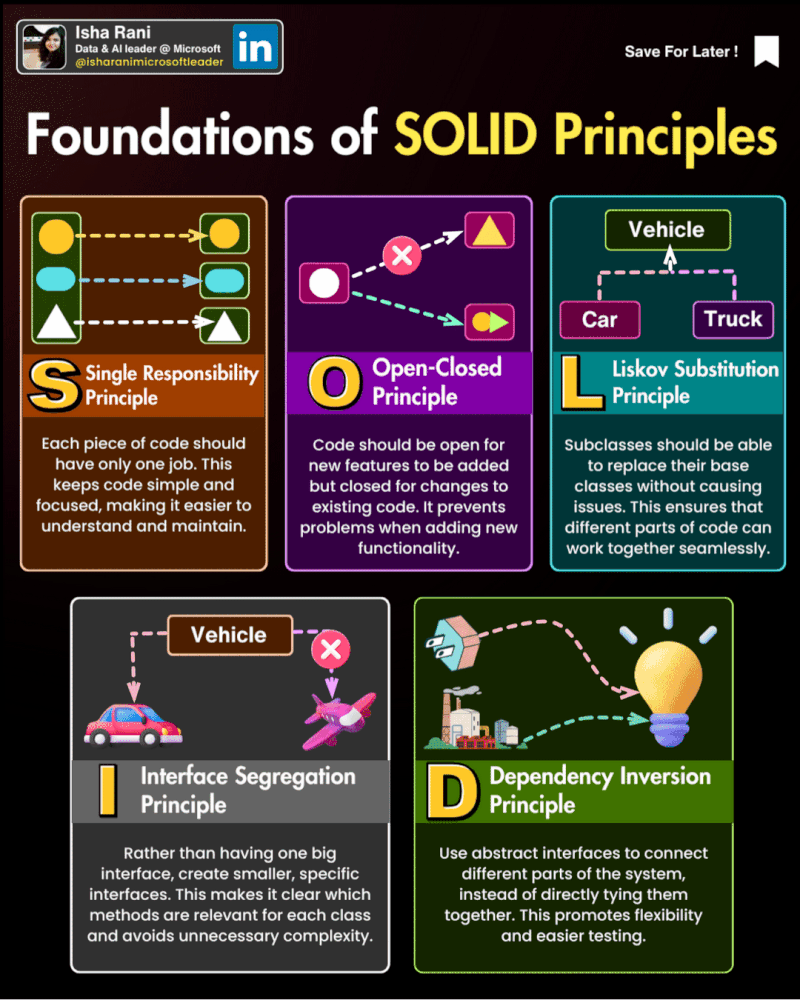 Isha Rani
Data & AI leader @ Microsoft
@isharanimicrosoftleader
in
Save For Later !
Foundations of SOLID Principles
S
Single Responsibility
Principle
Each piece of code should
have only one job. This
keeps code simple and
focused, making it easier to
understand and maintain.
O
Open-Closed
Principle
Code should be open for
new features to be added
but closed for changes to
existing code. It prevents
problems when adding new
functionality.
Vehicle
Car
Truck
L
Liskov Substitution
Principle
Subclasses should be able
to replace their base
classes without causing
issues. This ensures that
different parts of code can
work together seamlessly.
Vehicle
I
Interface Segregation
Principle
Rather than having one big
interface, create smaller, specific
interfaces. This makes it clear which
methods are relevant for each class
and avoids unnecessary complexity.
D
Dependency Inversion
Principle
Use abstract interfaces to connect
different parts of the system,
instead of directly tying them
together. This promotes flexibility
and easier testing.